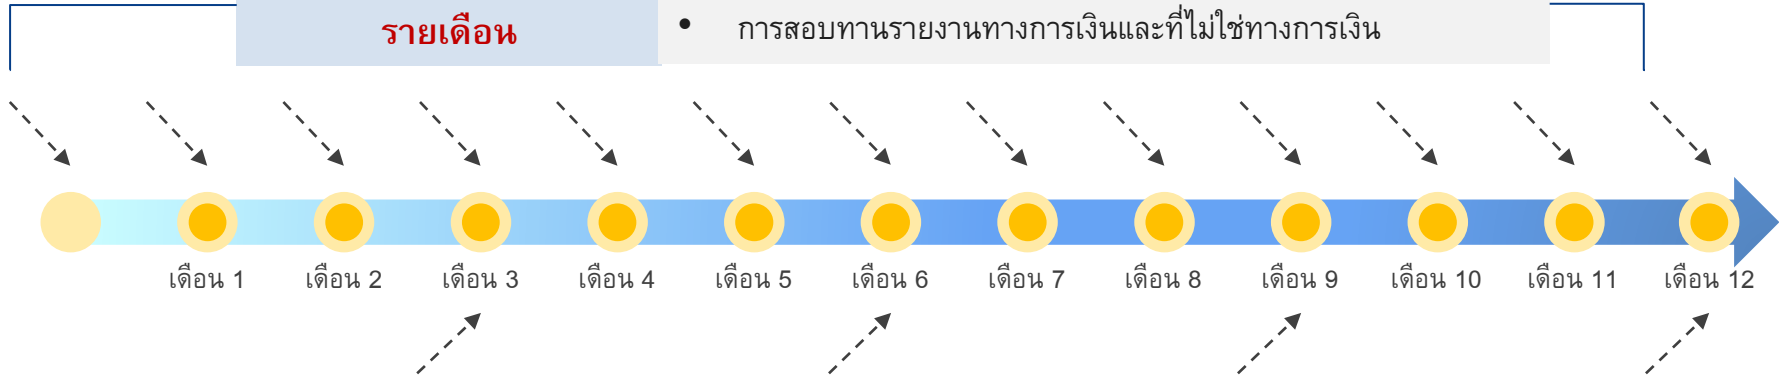 รายเดือน
• การสอบทานรายงานทางการเงินและที่ไม่ใช่ทางการเงิน
เดือน 1 เดือน 2 เดือน 3 เดือน 4 เดือน 5 เดือน 6 เดือน 7 เดือน 8 เดือน 9 เดือน 10 เดือน 11 เดือน 12